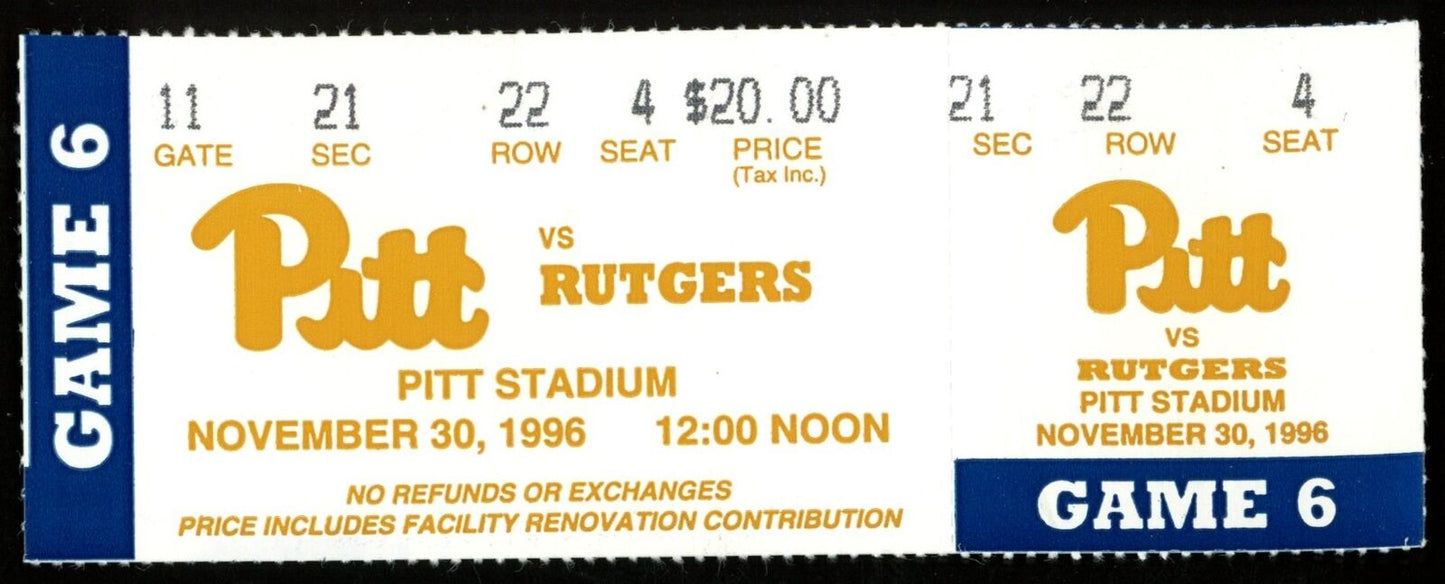 GAME 6
11 21 22 4 $20.00
GATE SEC ROW SEAT PRICE
(Tax Inc.)
Pitt
VS
RUTGERS
PITT STADIUM
NOVEMBER 30, 1996 12:00 NOON
NO REFUNDS OR EXCHANGES
PRICE INCLUDES FACILITY RENOVATION CONTRIBUTION
21 22 4
SEC ROW SEAT
Pitt
VS
RUTGERS
PITT STADIUM
NOVEMBER 30, 1996
GAME 6